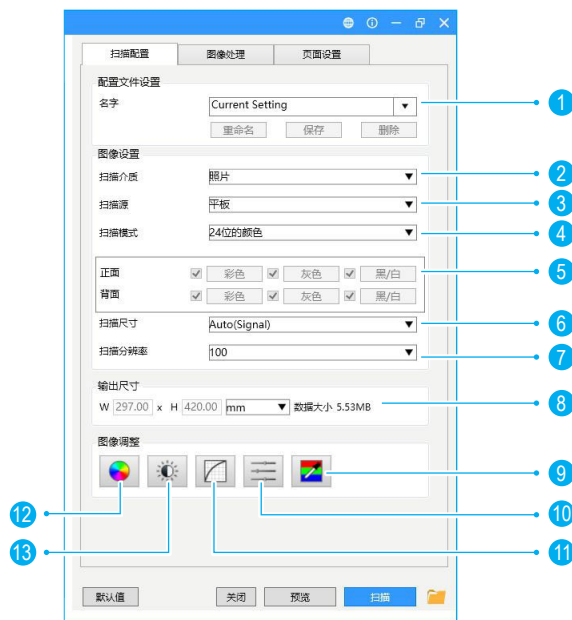 扫描配置 图像处理 页面设置
配置文件设置
名字 Current Setting 1
重命名 保存 删除
图像设置
扫描介质 照片 2
扫描源 平板 3
扫描模式 24位的颜色 4
正面 彩色 灰色 黑/白 5
背面 彩色 灰色 黑/白
扫描尺寸 Auto(Signal) 6
扫描分辨率 100 7
输出尺寸
W 297.00 x H 420.00 mm 数据大小 5.53MB 8
图像调整
9
12 10
13 11
默认值 关闭 预览 扫描